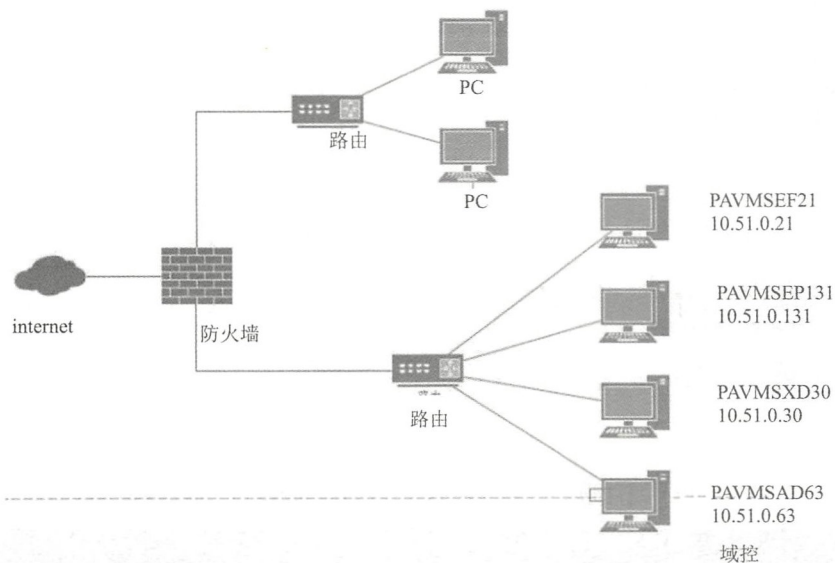 PC
路由
PC
PAVMSEF21
10.51.0.21
internet
防火墙
PAVMSEP131
10.51.0.131
路由
PAVMSXD30
10.51.0.30
PAVMSAD63
10.51.0.63
域控